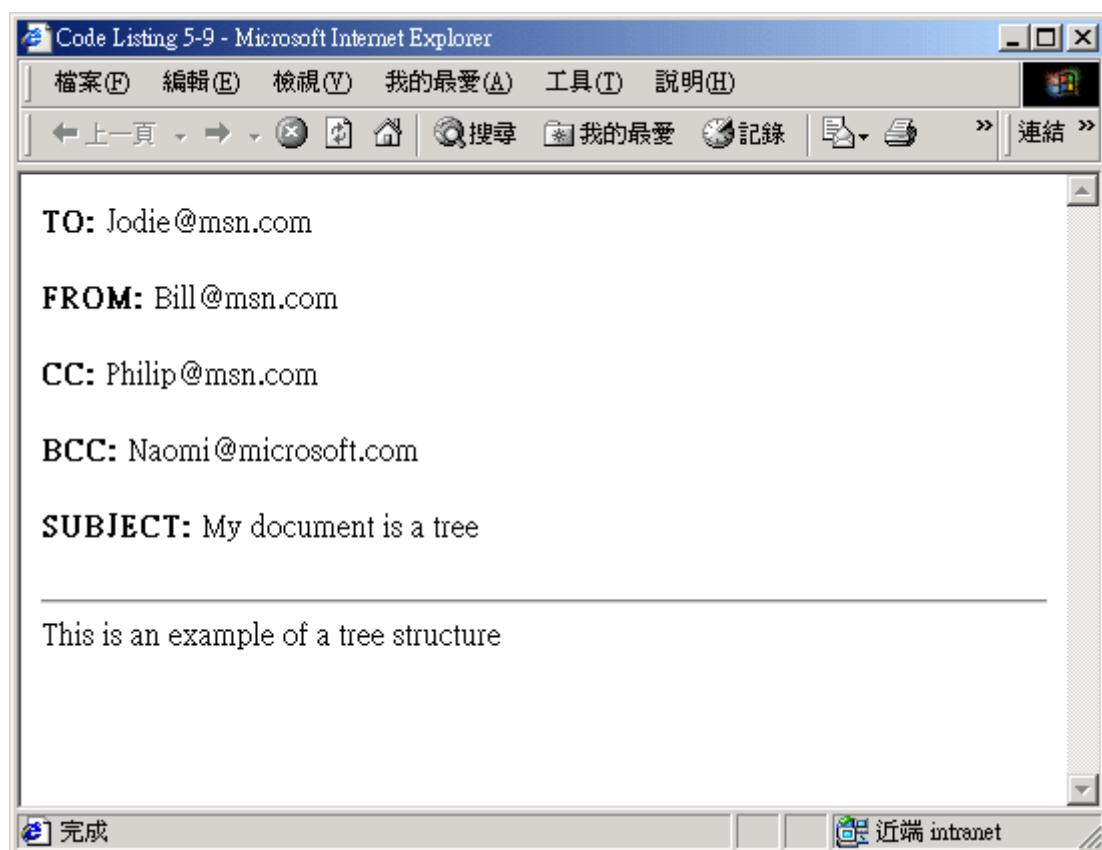 Code Listing 5-9 - Microsoft Internet Explorer
檔案(F) 編輯(E) 檢視(V) 我的最愛(A) 工具(T) 說明(H)
上一頁 搜尋 我的最愛 記錄 » 連結 »
TO: Jodie@msn.com
FROM: Bill@msn.com
CC: Philip@msn.com
BCC: Naomi@microsoft.com
SUBJECT: My document is a tree
This is an example of a tree structure
完成 近端 intranet